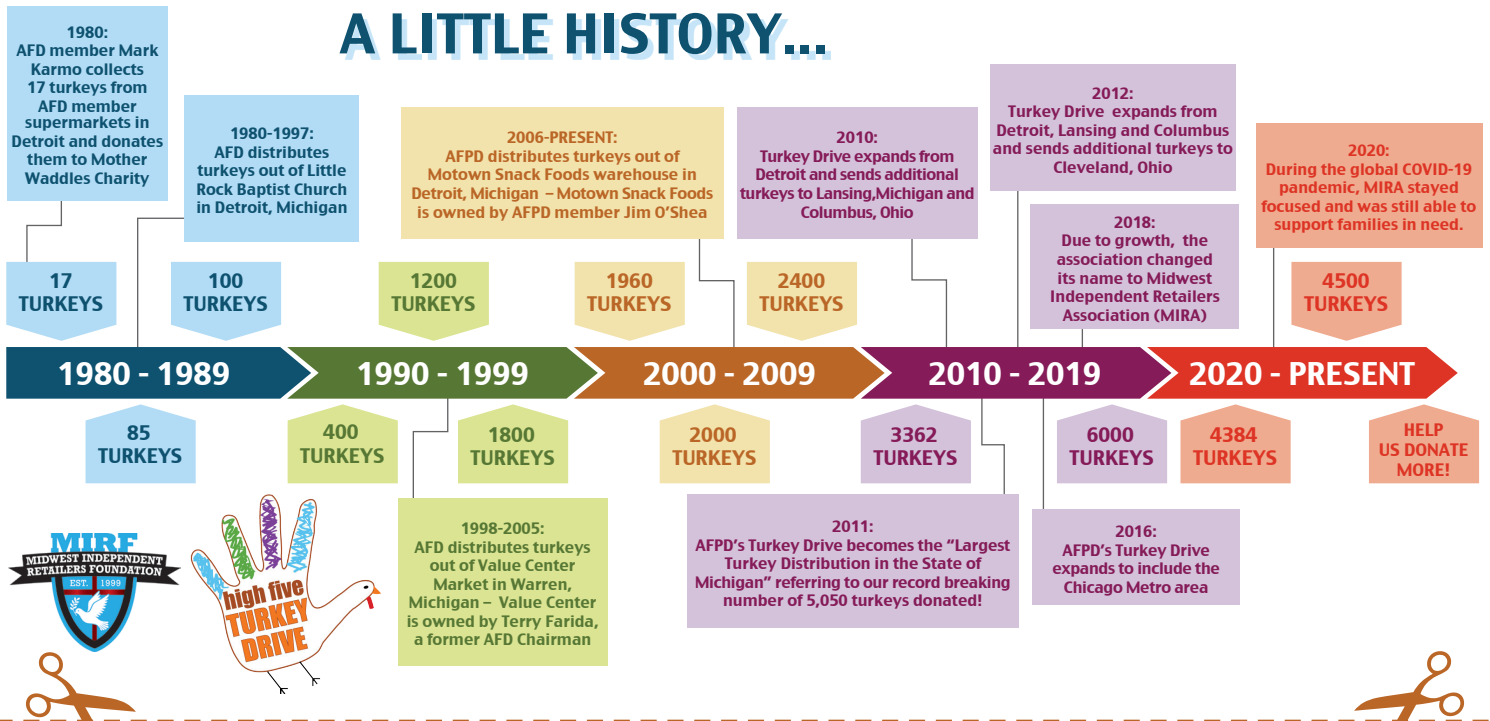 A LITTLE HISTORY...
1980:
AFD member Mark
Karmo collects
17 turkeys from
AFD member
supermarkets in
Detroit and donates
them to Mother
Waddles Charity
1980-1997:
AFD distributes
turkeys out of Little
Rock Baptist Church
in Detroit, Michigan
2006-PRESENT:
AFPD distributes turkeys out of
Motown Snack Foods warehouse in
Detroit, Michigan – Motown Snack Foods
is owned by AFPD member Jim O’Shea
2010:
Turkey Drive expands from
Detroit and sends additional
turkeys to Lansing,Michigan and
Columbus, Ohio
2012:
Turkey Drive expands from
Detroit, Lansing and Columbus
and sends additional turkeys to
Cleveland, Ohio
2018:
Due to growth, the
association changed
its name to Midwest
Independent Retailers
Association (MIRA)
2020:
During the global COVID-19
pandemic, MIRA stayed
focused and was still able to
support families in need.
17
TURKEYS
100
TURKEYS
1200
TURKEYS
1960
TURKEYS
2400
TURKEYS
4500
TURKEYS
1980 - 1989
1990 - 1999
2000 - 2009
2010 - 2019
2020 - PRESENT
85
TURKEYS
400
TURKEYS
1800
TURKEYS
2000
TURKEYS
3362
TURKEYS
6000
TURKEYS
4384
TURKEYS
HELP
US DONATE
MORE!
MIRF
MIDWEST INDEPENDENT
RETAILERS FOUNDATION
EST. 1999
high five
TURKEY
DRIVE
1998-2005:
AFD distributes turkeys
out of Value Center
Market in Warren,
Michigan – Value Center
is owned by Terry Farida,
a former AFD Chairman
2011:
AFPD’s Turkey Drive becomes the “Largest
Turkey Distribution in the State of
Michigan” referring to our record breaking
number of 5,050 turkeys donated!
2016:
AFPD’s Turkey Drive
expands to include the
Chicago Metro area